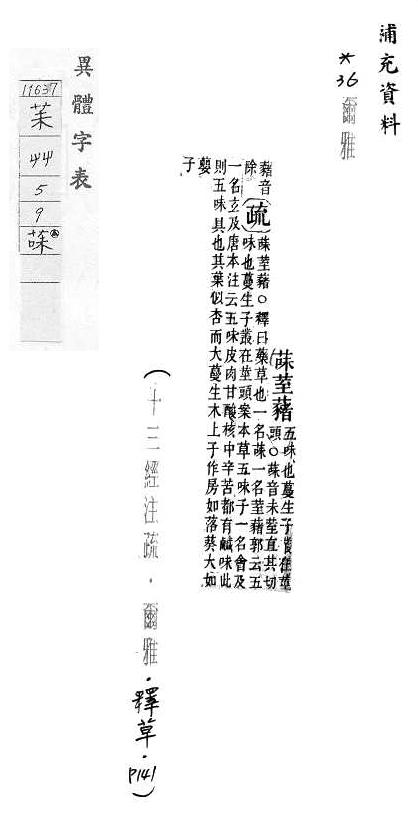 補充資料
*36 爾雅
菋荎藸 五味也蔓生子叢在莖
頭○菋音未荎直其切
藸音
除
疏 菋荎藸○釋曰藥草也一名菋一名荎藸郭云五
味也蔓生子叢在莖頭案本草五味子一名會及
一名玄及唐本注云五味皮肉甘酸核中辛苦都有鹹味此
則五味具也其葉似杏而大蔓生木上子作房如落葵大如
蘡
子
(十三經注疏．爾雅．釋草．P141)
異體字表
11637
茱
44
5
9
菋